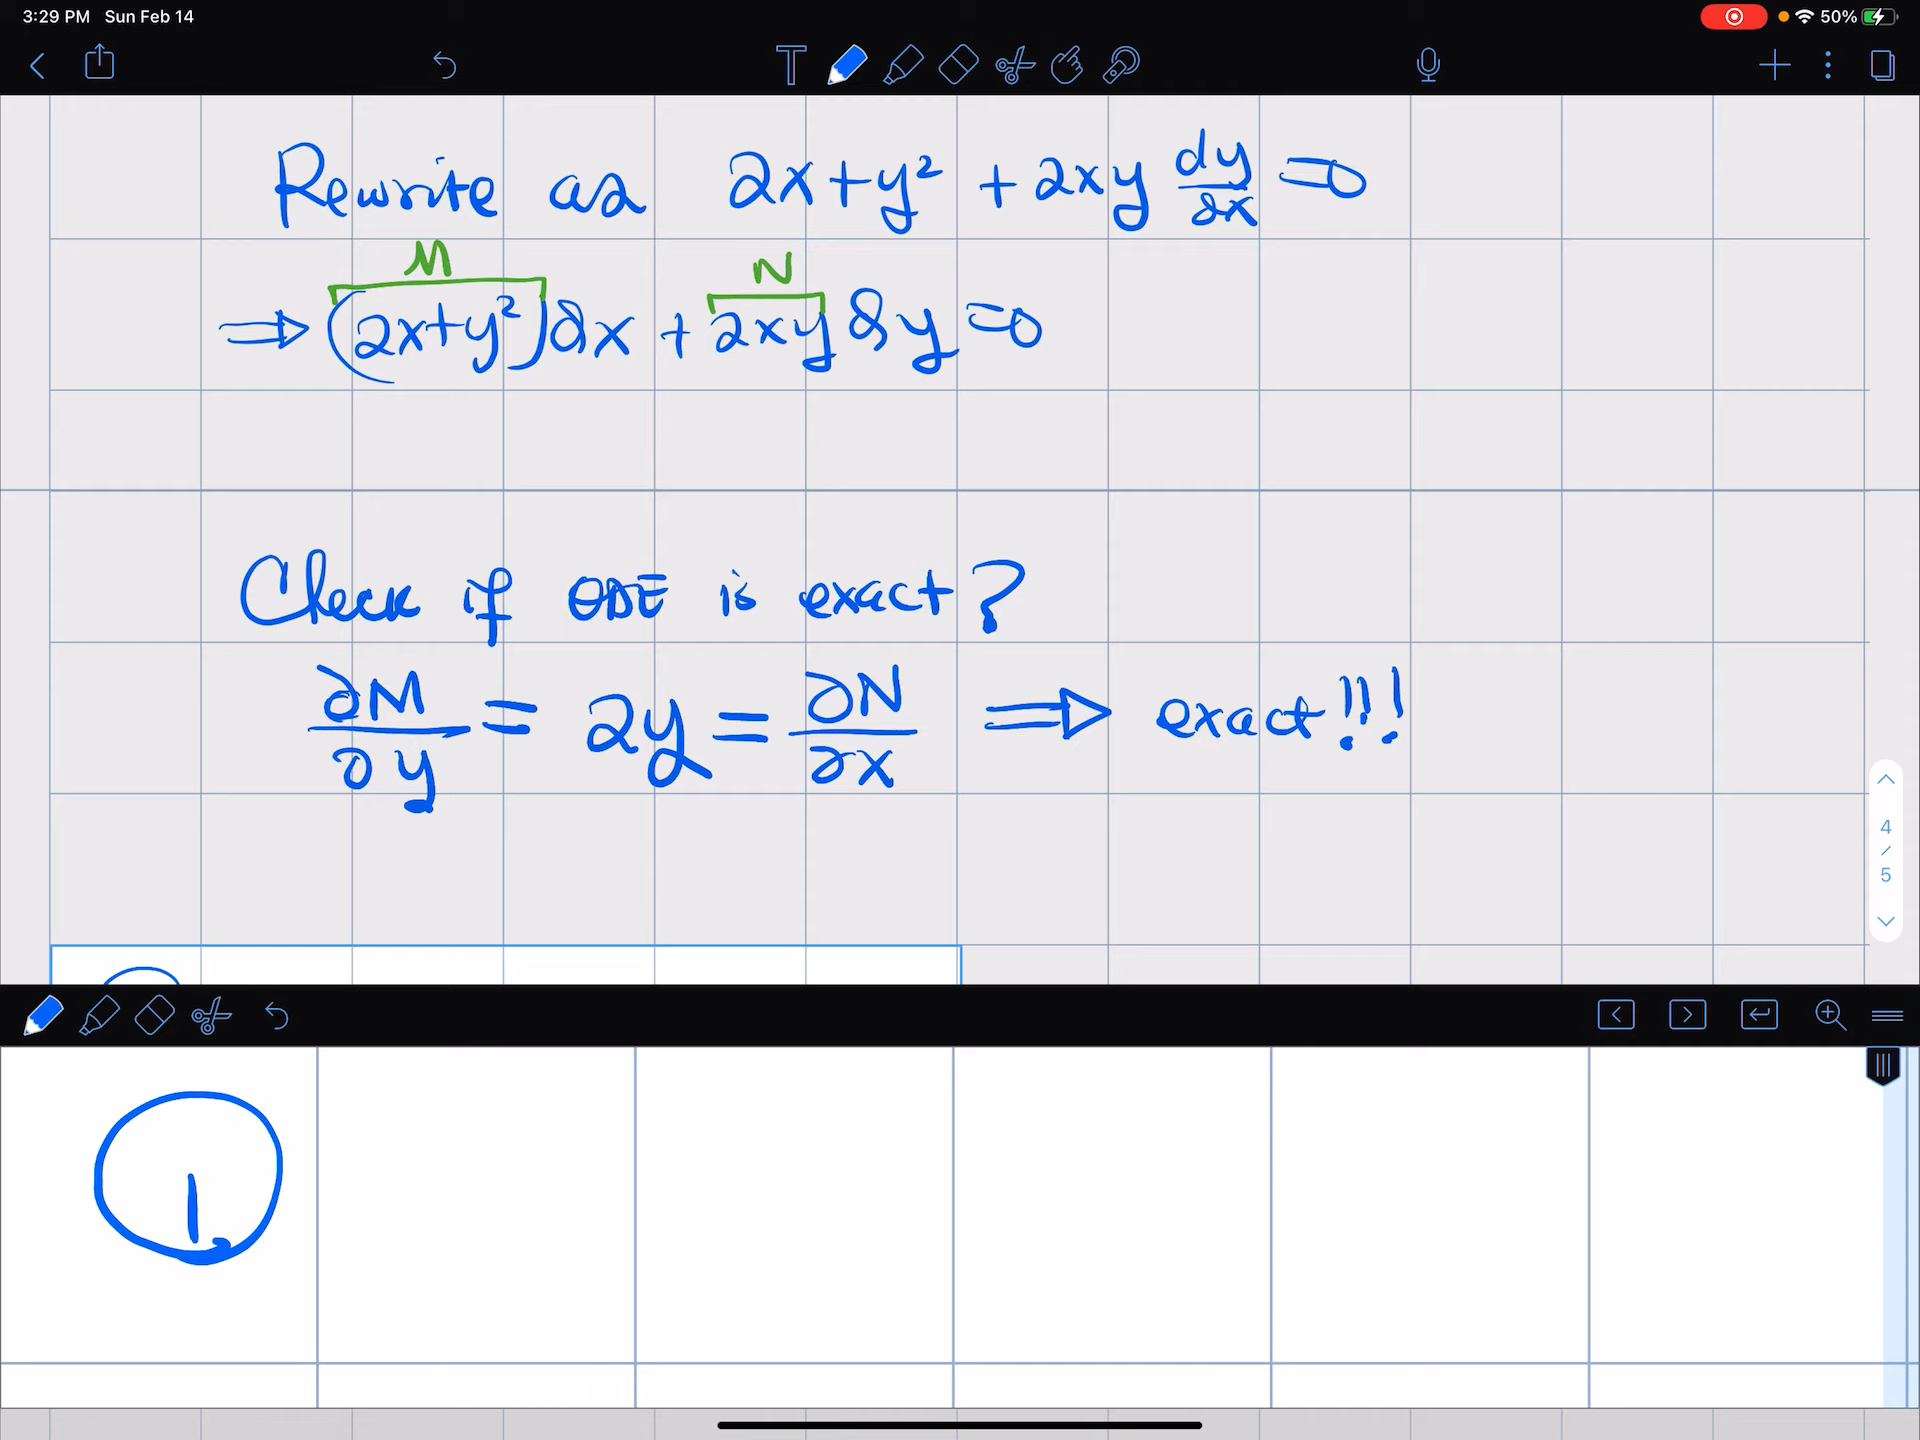 3:29 PM Sun Feb 14
50%
T
Rewrite as 2x+y² + 2xy dy/dx =0
M N
⇒ (2x+y²)dx + 2xy dy =0
Check if ODE is exact?
∂M/∂y = 2y = ∂N/∂x ⇒ exact!!!
4
/
5
1